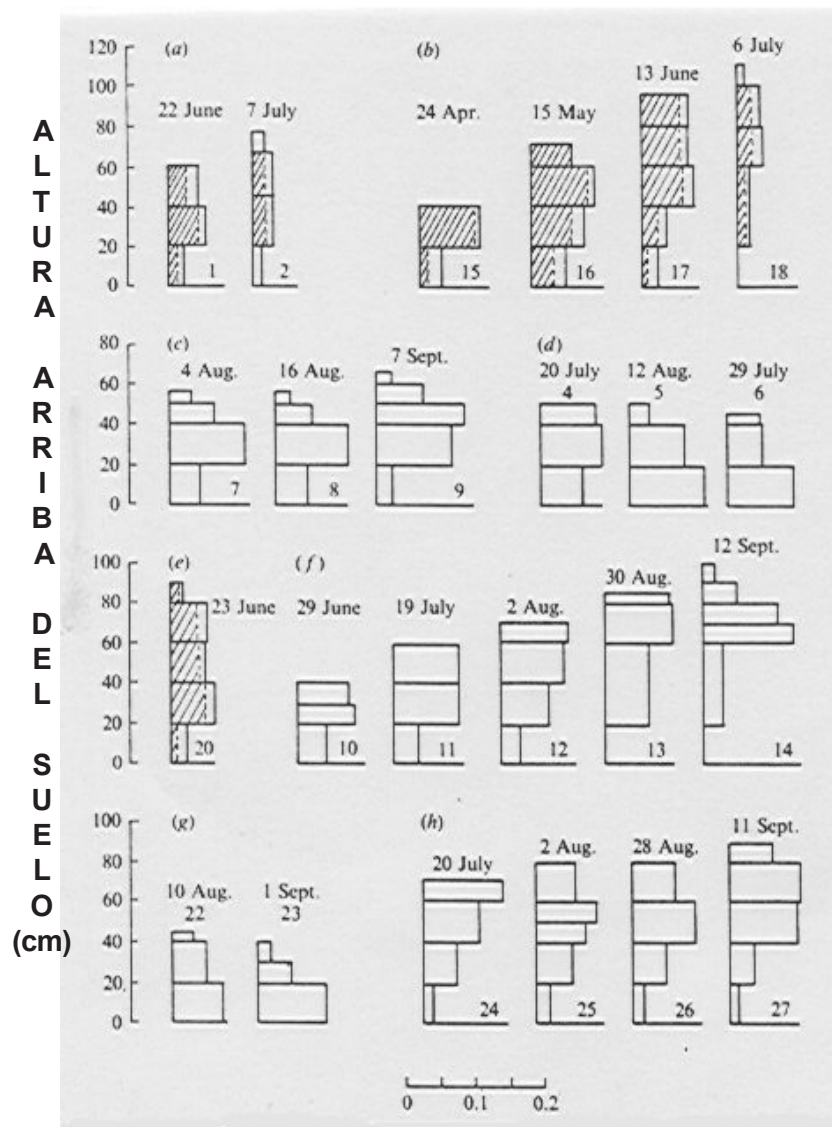 ALTURA ARRIBA DEL SUELO (cm)
120 100 80 60 40 20 0
(a) (b)
22 June 7 July 24 Apr. 15 May 13 June 6 July
1 2 15 16 17 18
80 60 40 20 0
(c) (d)
4 Aug. 16 Aug. 7 Sept. 20 July 12 Aug. 29 July
4 5 6
7 8 9
100 80 60 40 20 0
(e) (f)
23 June 29 June 19 July 2 Aug. 30 Aug. 12 Sept.
20 10 11 12 13 14
100 80 60 40 20 0
(g) (h)
10 Aug. 1 Sept. 20 July 2 Aug. 28 Aug. 11 Sept.
22 23
24 25 26 27
0 0.1 0.2